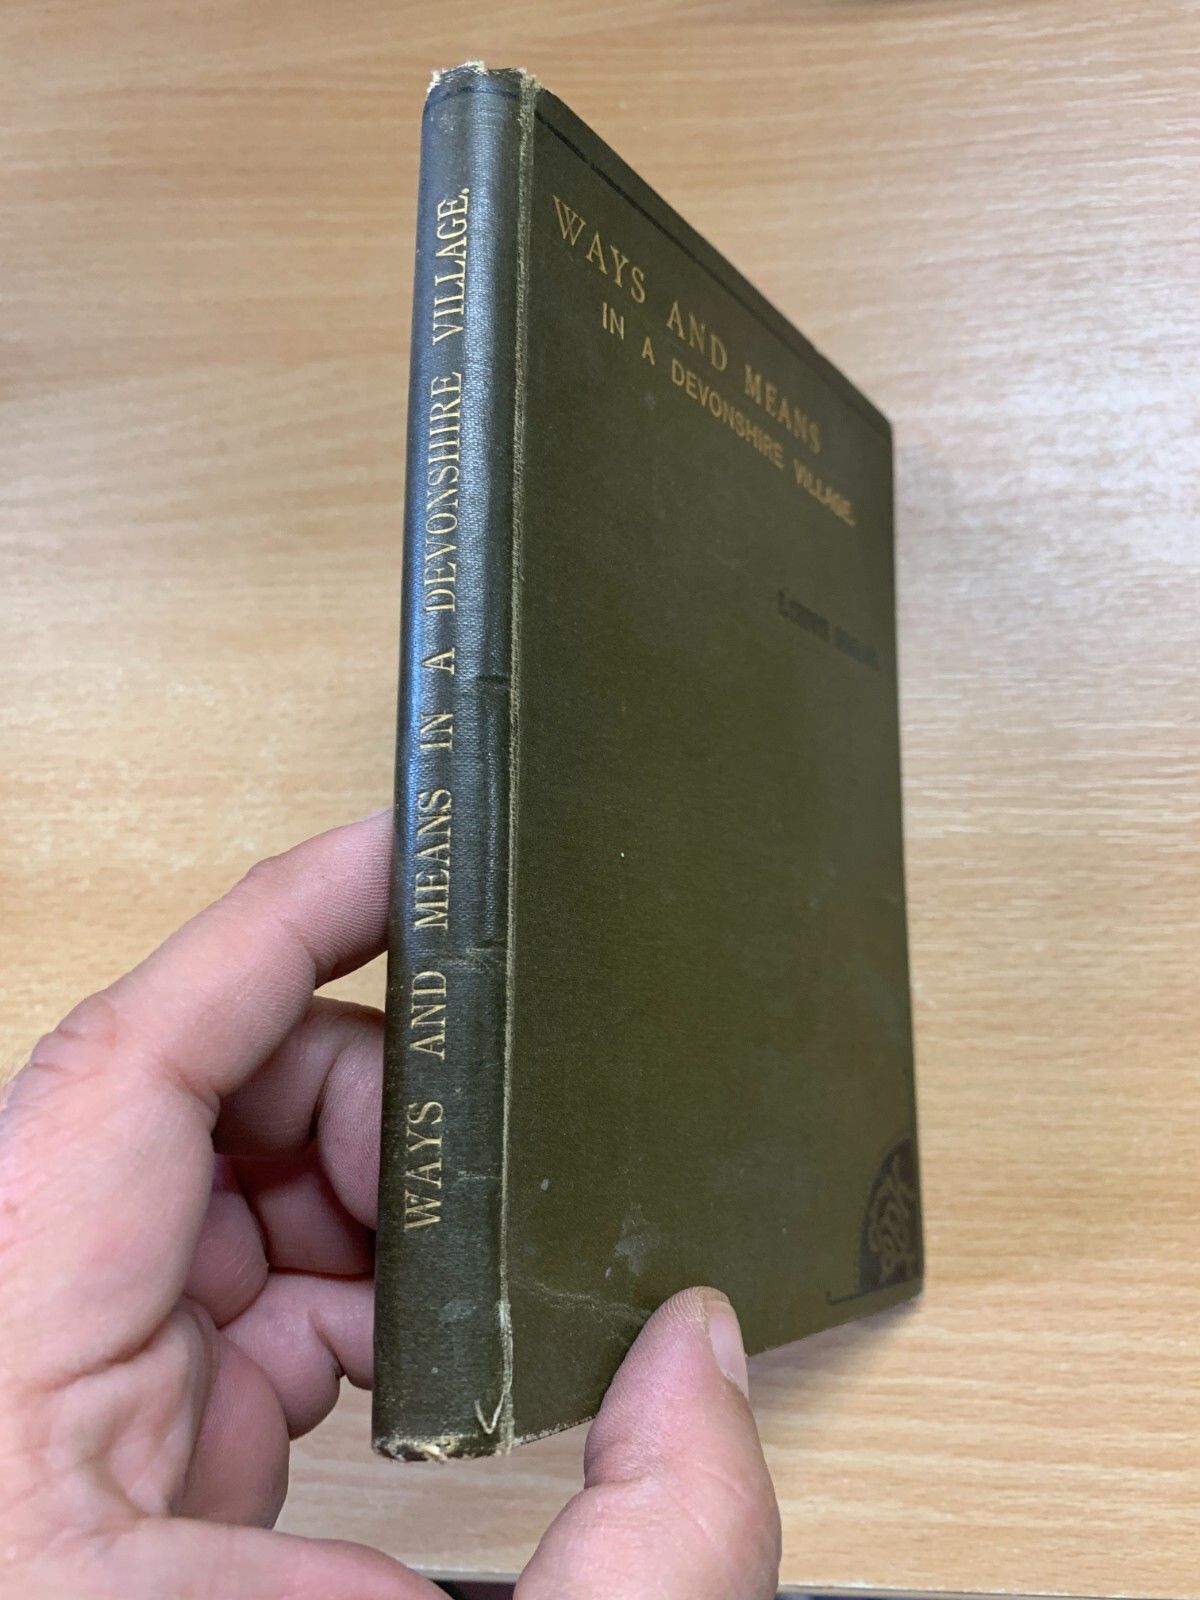 WAYS AND MEANS IN A DEVONSHIRE VILLAGE.
WAYS AND MEANS
IN A DEVONSHIRE VILLAGE.